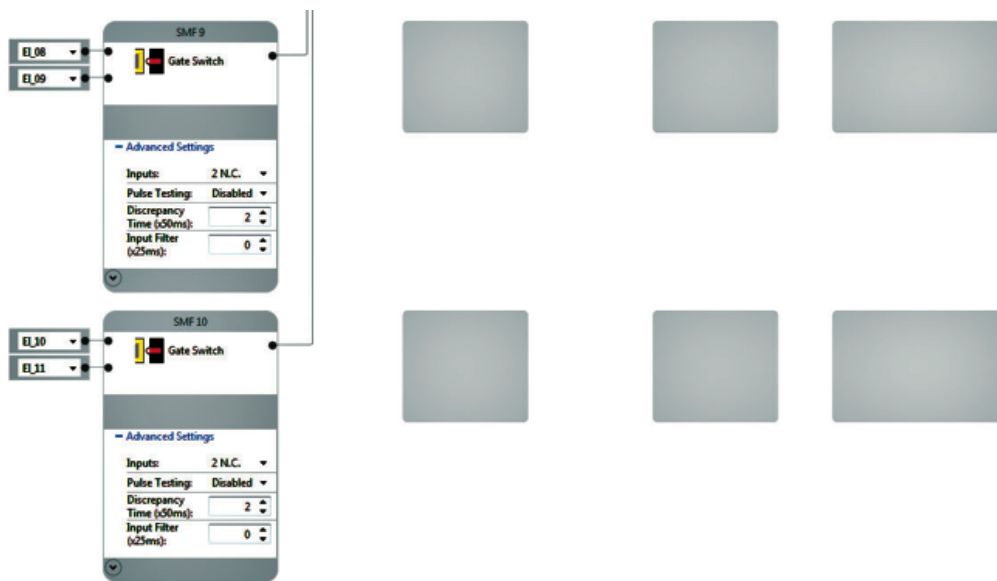 SMF 9
EI_08
Gate Switch
EI_09
Advanced Settings
Inputs: 2 N.C.
Pulse Testing: Disabled
Discrepancy
Time (x50ms): 2
Input Filter
(x25ms): 0
SMF 10
EI_10
Gate Switch
EI_11
Advanced Settings
Inputs: 2 N.C.
Pulse Testing: Disabled
Discrepancy
Time (x50ms): 2
Input Filter
(x25ms): 0